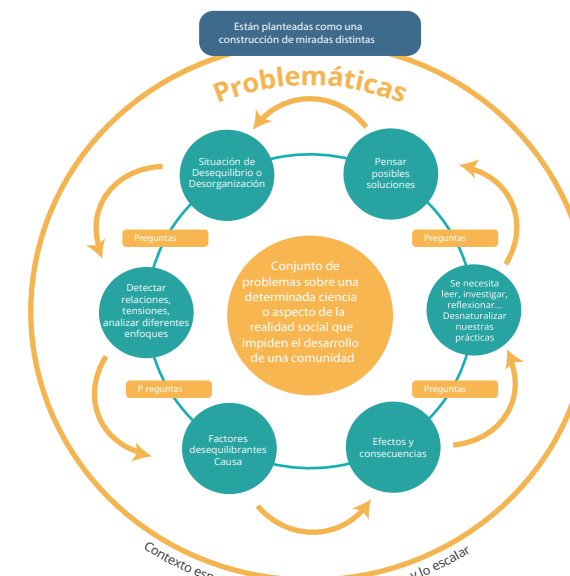 Están planteadas como una
construcción de miradas distintas
Problemáticas
Situación de
Desequilibrio o
Desorganización
Pensar
posibles
soluciones
Preguntas
Preguntas
Conjunto de
problemas sobre una
determinada ciencia
o aspecto de la
realidad social que
impiden el desarrollo
de una comunidad
Detectar
relaciones,
tensiones,
analizar diferentes
enfoques
Se necesita
leer, investigar,
reflexionar...
Desnaturalizar
nuestras
prácticas
P reguntas
Preguntas
Factores
desequilibrantes
Causa
Efectos y
consecuencias
Contexto
y lo escalar